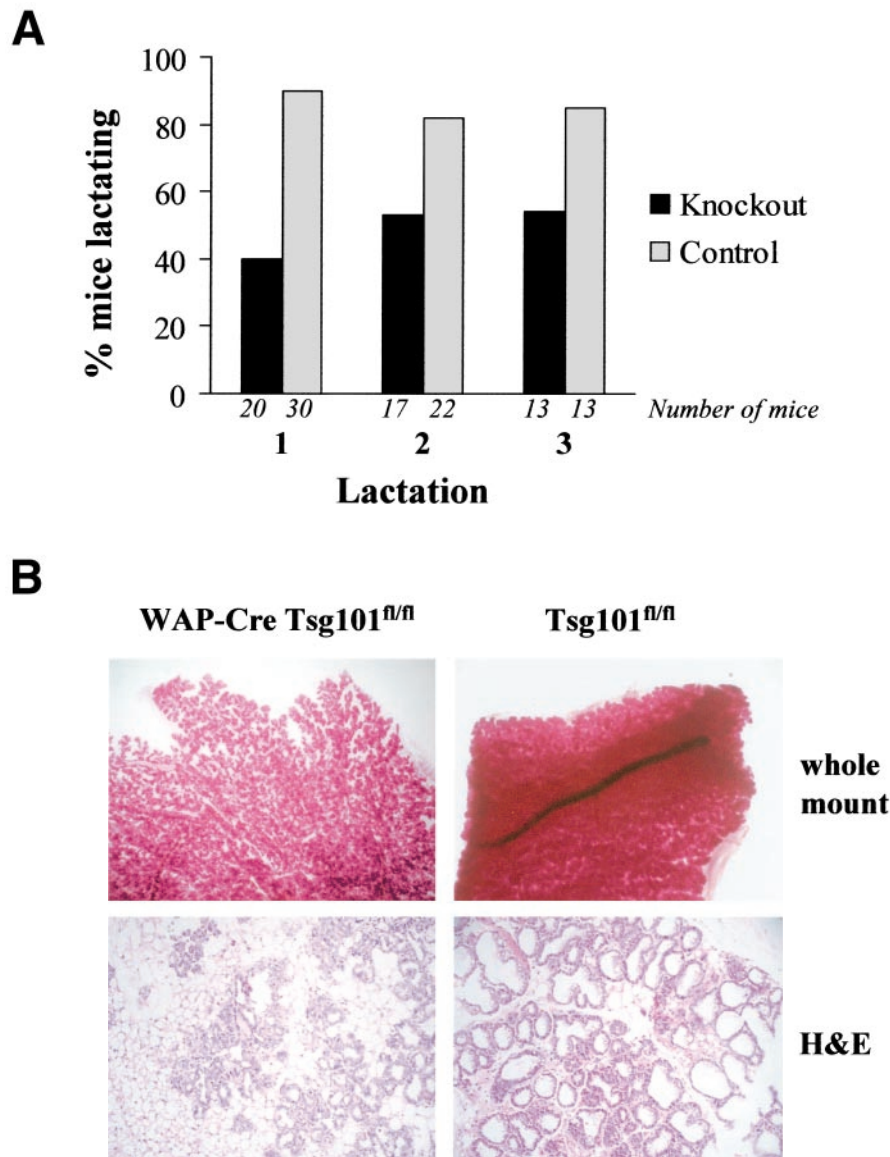 A
% mice lactating
100
80
60
40
20
0
Knockout
Control
20 30 17 22 13 13 Number of mice
1 2 3
Lactation
B
WAP-Cre Tsg101fl/fl Tsg101fl/fl
whole
mount
H&E